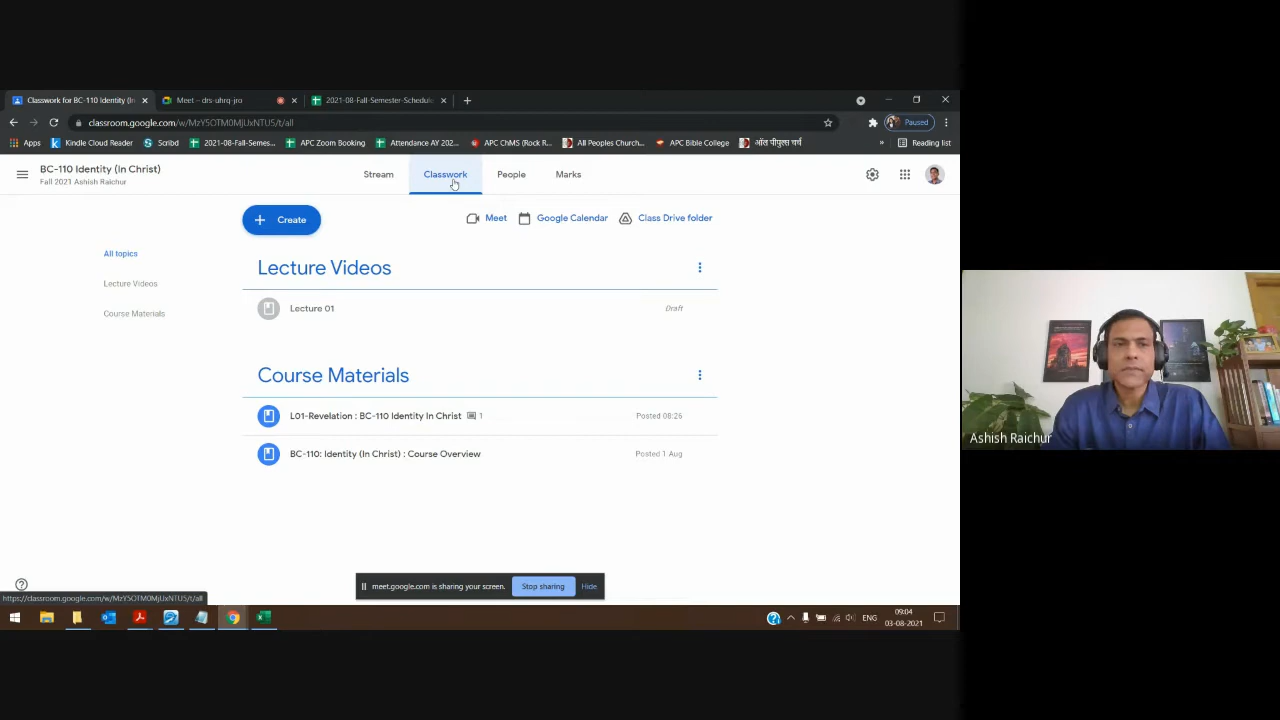 Classwork for BC-110 Identity (In
Meet – drs-uhrq-jro
2021-08-Fall-Semester-Schedule
classroom.google.com/w/MzY5OTM0MjUxNTU5/t/all
Paused
Apps
Kindle Cloud Reader
Scribd
2021-08-Fall-Semes...
APC Zoom Booking
Attendance AY 202...
APC ChMS (Rock R...
All Peoples Church...
APC Bible College
ऑल पीपुल्स चर्च
»
Reading list
BC-110 Identity (In Christ)
Fall 2021 Ashish Raichur
Stream
Classwork
People
Marks
Create
Meet
Google Calendar
Class Drive folder
All topics
Lecture Videos
Course Materials
Lecture Videos
Lecture 01
Draft
Course Materials
L01-Revelation : BC-110 Identity In Christ
1
Posted 08:26
BC-110: Identity (In Christ) : Course Overview
Posted 1 Aug
meet.google.com is sharing your screen.
Stop sharing
Hide
https://classroom.google.com/w/MzY5OTM0MjUxNTU5/t/all
ENG
09:04
03-08-2021
Ashish Raichur